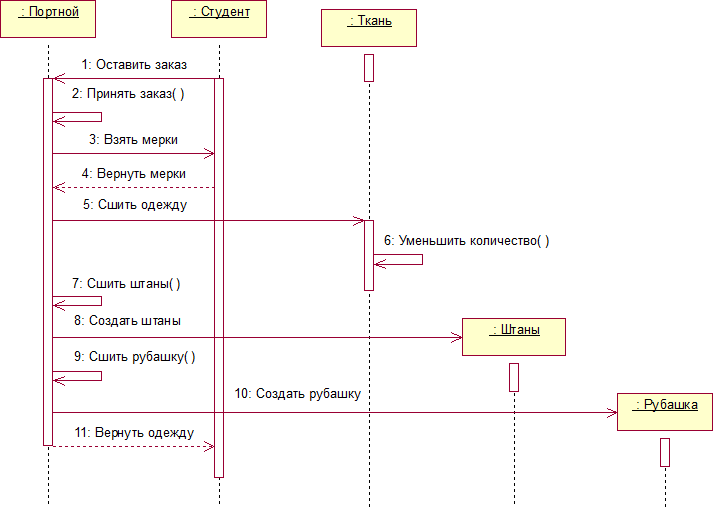 : Портной
: Студент
: Ткань
1: Оставить заказ
2: Принять заказ( )
3: Взять мерки
4: Вернуть мерки
5: Сшить одежду
6: Уменьшить количество( )
7: Сшить штаны( )
8: Создать штаны
: Штаны
9: Сшить рубашку( )
10: Создать рубашку
: Рубашка
11: Вернуть одежду